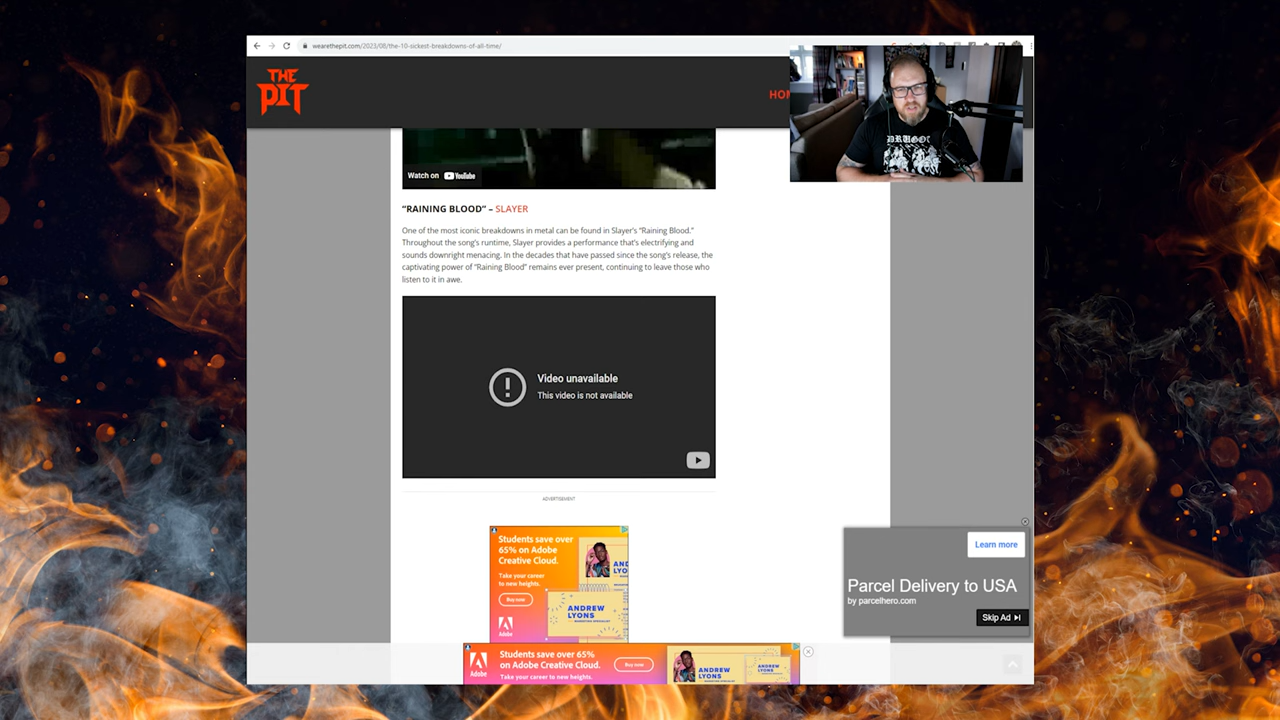 wearethepit.com/2023/08/the-10-sickest-breakdowns-of-all-time/
THE
PIT
HOM
DRUGOT
Watch on YouTube
“RAINING BLOOD” – SLAYER
One of the most iconic breakdowns in metal can be found in Slayer’s “Raining Blood.”
Throughout the song’s runtime, Slayer provides a performance that’s electrifying and
sounds downright menacing. In the decades that have passed since the song’s release, the
captivating power of “Raining Blood” remains ever present, continuing to leave those who
listen to it in awe.
Video unavailable
This video is not available
ADVERTISEMENT
Students save over
65% on Adobe
Creative Cloud.
Take your career
to new heights.
Buy now
Adobe
AND
LYO
ANDREW
LYONS
Learn more
Parcel Delivery to USA
by parcelhero.com
Skip Ad
Adobe
Students save over 65%
on Adobe Creative Cloud.
Take your career to new heights.
Buy now
ANDREW
LYONS
ANDREW
LYONS